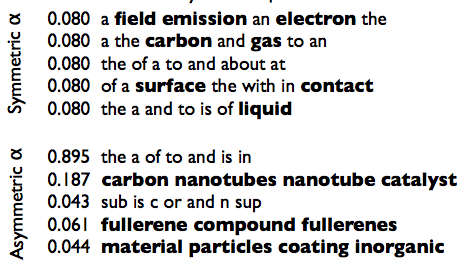 Symmetric α
0.080 a field emission an electron the
0.080 a the carbon and gas to an
0.080 the of a to and about at
0.080 of a surface the with in contact
0.080 the a and to is of liquid
Asymmetric α
0.895 the a of to and is in
0.187 carbon nanotubes nanotube catalyst
0.043 sub is c or and n sup
0.061 fullerene compound fullerenes
0.044 material particles coating inorganic